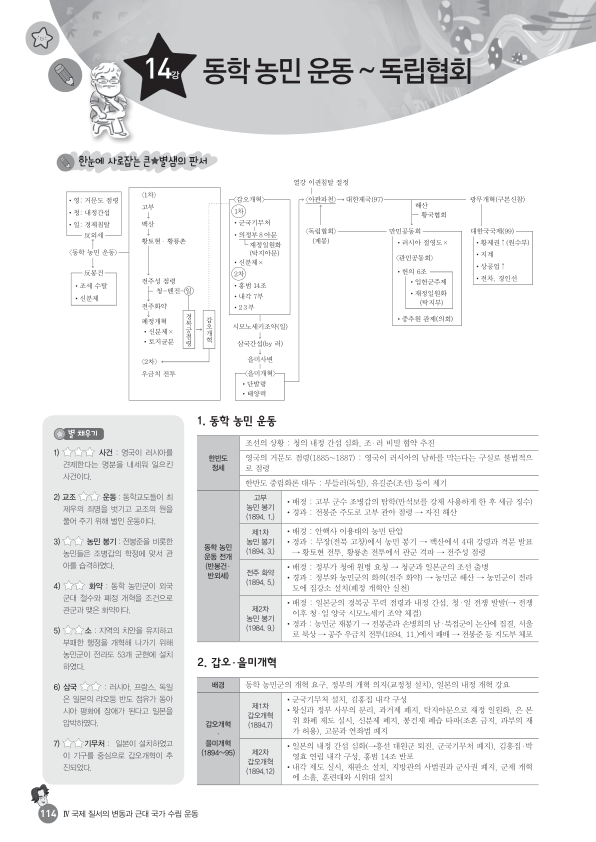 14강 동학 농민 운동 ~ 독립협회
한눈에 사로잡는 큰★별샘의 판서
• 영: 거문도 점령
• 청: 내정간섭
• 일: 경제침탈
反외세
<동학 농민 운동>
反봉건
• 조세 수탈
• 신분제
<1차>
고부
백산
황토현·황룡촌
전주성 점령
청-톈진-일
전주화약
폐정개혁
• 신분제×
• 토지균분
<2차>
우금치 전투
경복궁점령
갑오개혁
<갑오개혁>
1차
• 군국기무처
• 의정부 8아문
재정일원화
(탁지아문)
• 신분제×
2차
• 홍범 14조
• 내각 7부
• 23부
시모노세키조약(일)
삼국간섭(by 러)
을미사변
<을미개혁>
• 단발령
• 태양력
열강 이권침탈 절정
<아관파천> → 대한제국(97)
<독립협회>
(계몽)
해산
황국협회
만민공동회
• 러시아 절영도×
<관민공동회>
• 헌의 6조
• 입헌군주제
• 재정일원화
(탁지부)
• 중추원 관제(의회)
광무개혁(구본신참)
대한국국제(99)
• 황제권↑(원수부)
• 지계
• 상공업↑
• 전차, 경인선
별 채우기
1) ☆☆☆ 사건 : 영국이 러시아를
견제한다는 명분을 내세워 일으킨
사건이다.
2) 교조 ☆☆ 운동 : 동학교도들이 최
제우의 죄명을 벗기고 교조의 원을
풀어 주기 위해 벌인 운동이다.
3) ☆☆ 농민 봉기 : 전봉준을 비롯한
농민들은 조병갑의 학정에 맞서 관
아를 습격하였다.
4) ☆☆ 화약 : 동학 농민군이 외국
군대 철수와 폐정 개혁을 조건으로
관군과 맺은 화약이다.
5) ☆☆소 : 지역의 치안을 유지하고
부패한 행정을 개혁해 나가기 위해
농민군이 전라도 53개 군현에 설치
하였다.
6) 삼국 ☆☆ : 러시아, 프랑스, 독일
은 일본의 랴오둥 반도 점유가 동아
시아 평화에 장애가 된다고 일본을
압박하였다.
7) ☆☆기무처 : 일본이 설치하였고
이 기구를 중심으로 갑오개혁이 추
진되었다.
1. 동학 농민 운동
한반도
정세
조선의 상황 : 청의 내정 간섭 심화, 조·러 비밀 협약 추진
영국의 거문도 점령(1885~1887) : 영국이 러시아의 남하를 막는다는 구실로 불법적으
로 점령
한반도 중립화론 대두 : 부들러(독일), 유길준(조선) 등이 제기
동학 농민
운동 전개
(반봉건·
반외세)
고부
농민 봉기
(1894. 1.)
• 배경 : 고부 군수 조병갑의 탐학(만석보를 강제 사용하게 한 후 세금 징수)
• 경과 : 전봉준 주도로 고부 관아 점령 → 자진 해산
제1차
농민 봉기
(1894. 3.)
• 배경 : 안핵사 이용태의 농민 탄압
• 경과 : 무장(전북 고창)에서 농민 봉기 → 백산에서 4대 강령과 격문 발표
→ 황토현 전투, 황룡촌 전투에서 관군 격파 → 전주성 점령
전주 화약
(1894. 5.)
• 배경 : 정부가 청에 원병 요청 → 청군과 일본군의 조선 출병
• 경과 : 정부와 농민군의 화의(전주 화약) → 농민군 해산 → 농민군이 전라
도에 집강소 설치(폐정 개혁안 실천)
제2차
농민 봉기
(1984. 9.)
• 배경 : 일본군의 경복궁 무력 점령과 내정 간섭, 청·일 전쟁 발발(→ 전쟁
이후 청·일 양국 시모노세키 조약 체결)
• 경과 : 농민군 재봉기 → 전봉준과 손병희의 남·북접군이 논산에 집결, 서울
로 북상 → 공주 우금치 전투(1894. 11.)에서 패배 → 전봉준 등 지도부 체포
2. 갑오·을미개혁
배경
동학 농민군의 개혁 요구, 정부의 개혁 의지(교정청 설치), 일본의 내정 개혁 강요
갑오개혁
·
을미개혁
(1894~95)
제1차
갑오개혁
(1894.7)
• 군국기무처 설치, 김홍집 내각 구성
• 왕실과 정부 사무의 분리, 과거제 폐지, 탁지아문으로 재정 일원화, 은 본
위 화폐 제도 실시, 신분제 폐지, 봉건제 폐습 타파(조혼 금지, 과부의 재
가 허용), 고문과 연좌법 폐지
제2차
갑오개혁
(1894.12)
• 일본의 내정 간섭 심화(→흥선 대원군 퇴진, 군국기무처 폐지), 김홍집·박
영효 연립 내각 구성, 홍범 14조 반포
• 내각 제도 실시, 재판소 설치, 지방관의 사법권과 군사권 폐지, 군제 개혁
에 소홀, 훈련대와 시위대 설치
114 Ⅳ 국제 질서의 변동과 근대 국가 수립 운동